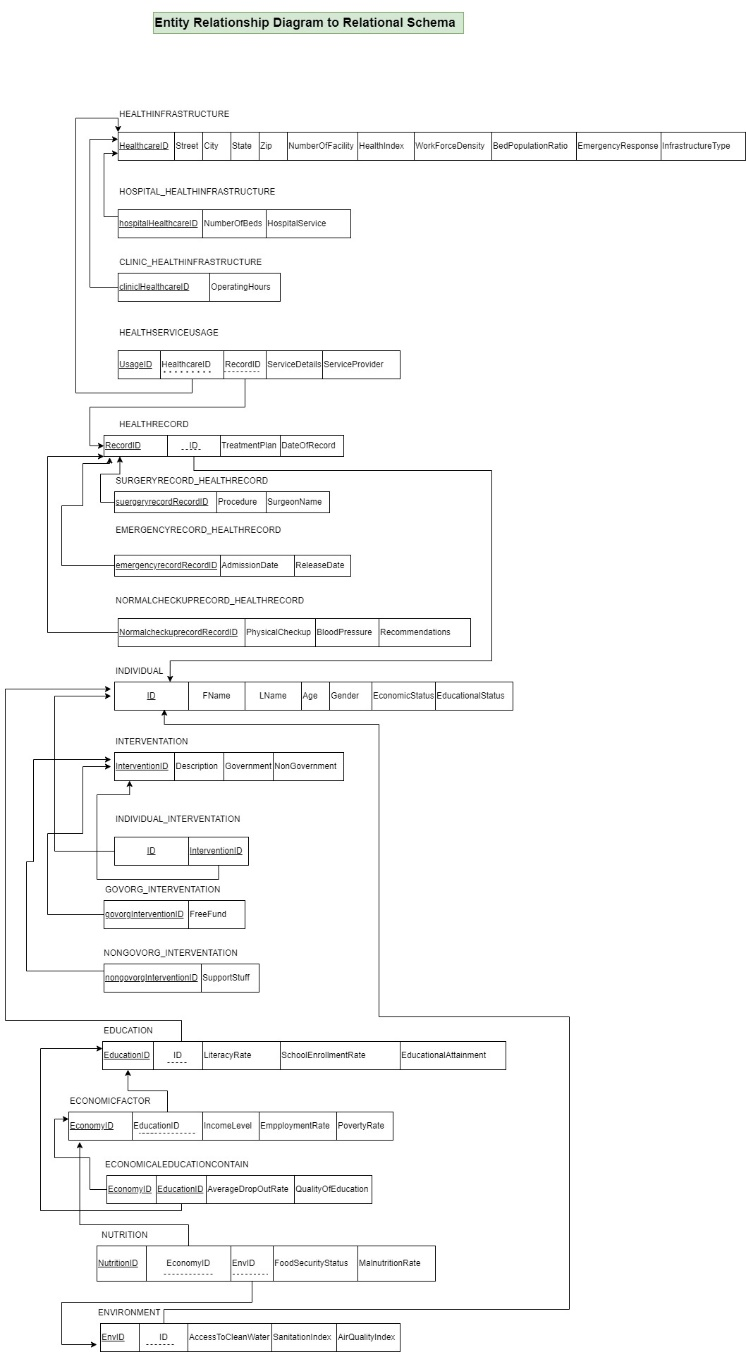 Entity Relationship Diagram to Relational Schema
HEALTHINFRASTRUCTURE
HealthcareID Street City State Zip NumberOfFacility HealthIndex WorkForceDensity BedPopulationRatio EmergencyResponse InfrastructureType
HOSPITAL_HEALTHINFRASTRUCTURE
hospitalHealthcareID NumberOfBeds HospitalService
CLINIC_HEALTHINFRASTRUCTURE
cliniclHealthcareID OperatingHours
HEALTHSERVICEUSAGE
UsageID HealthcareID RecordID ServiceDetails ServiceProvider
HEALTHRECORD
RecordID ID TreatmentPlan DateOfRecord
SURGERYRECORD_HEALTHRECORD
suergeryrecordRecordID Procedure SurgeonName
EMERGENCYRECORD_HEALTHRECORD
emergencyrecordRecordID AdmissionDate ReleaseDate
NORMALCHECKUPRECORD_HEALTHRECORD
NormalcheckuprecordRecordID PhysicalCheckup BloodPressure Recommendations
INDIVIDUAL
ID FName LName Age Gender EconomicStatus EducationalStatus
INTERVENTATION
InterventionID Description Government NonGovernment
INDIVIDUAL_INTERVENTATION
ID InterventionID
GOVORG_INTERVENTATION
govorgInterventionID FreeFund
NONGOVORG_INTERVENTATION
nongovorgInterventionID SupportStuff
EDUCATION
EducationID ID LiteracyRate SchoolEnrollmentRate EducationalAttainment
ECONOMICFACTOR
EconomyID EducationID IncomeLevel EmpploymentRate PovertyRate
ECONOMICALEDUCATIONCONTAIN
EconomyID EducationID AverageDropOutRate QualityOfEducation
NUTRITION
NutritionID EconomyID EnvID FoodSecurityStatus MalnutritionRate
ENVIRONMENT
EnvID ID AccessToCleanWater SanitationIndex AirQualityIndex